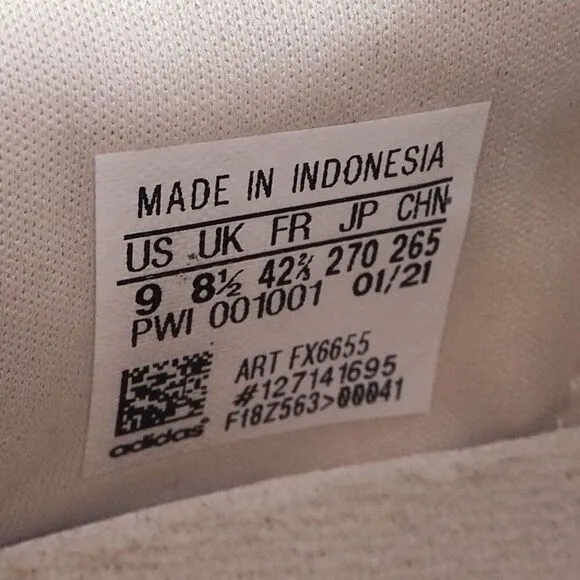 MADE IN INDONESIA
US UK FR JP CHN
9 8½ 42⅔ 270 265
PWI 001001 01/21
ART FX6655
#127141695
F18Z563>00041
adidas